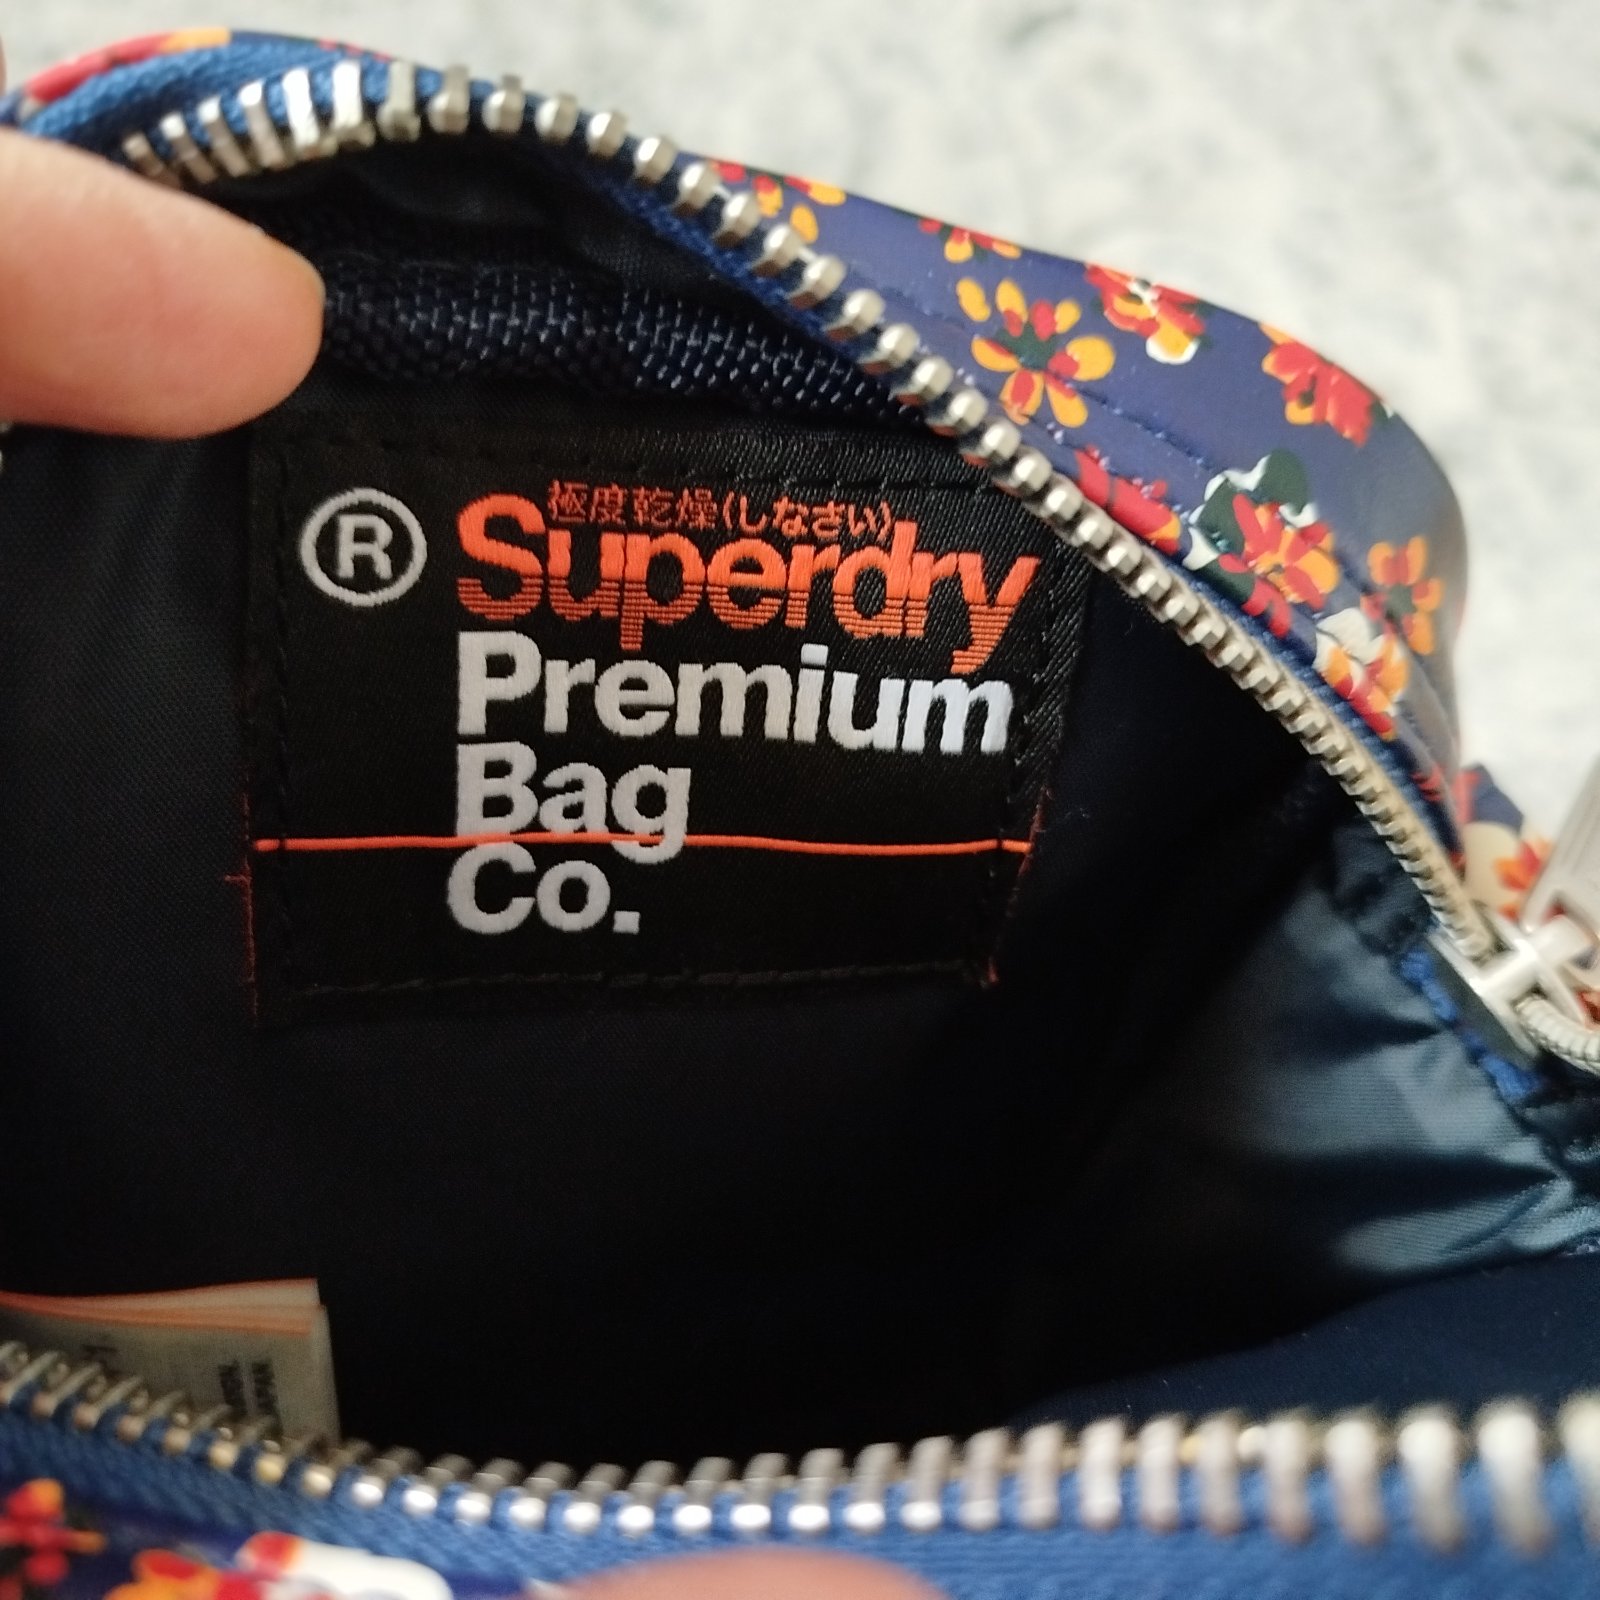 極度乾燥(しなさい)
® Superdry
Premium
Bag
Co.